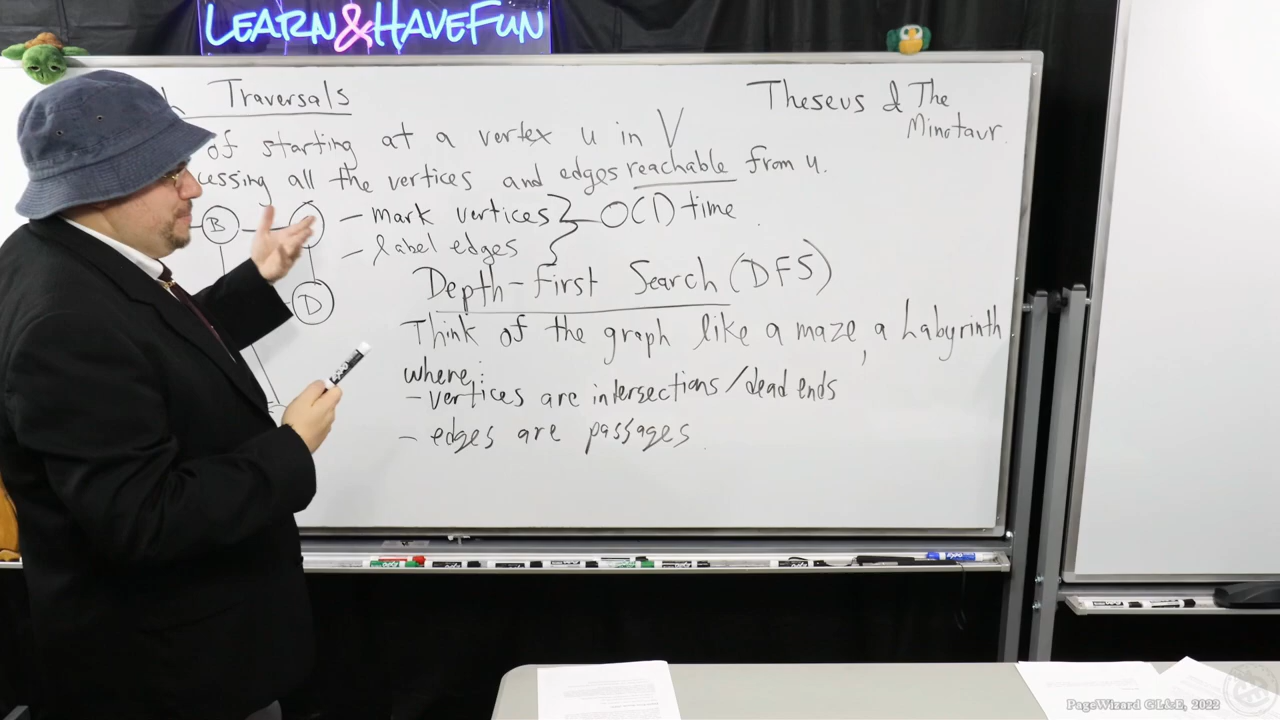 LEARN&HAVEFUN
Traversals
Theseus & The
Minotaur
of starting at a vertex u in V
cessing all the vertices and edges reachable from u.
B
- mark vertices
O(1) time
- label edges
D
Depth-First Search (DFS)
Think of the graph like a maze, a Labyrinth
where:
- vertices are intersections/dead ends
- edges are passages
PageWizard GL&E, 2022